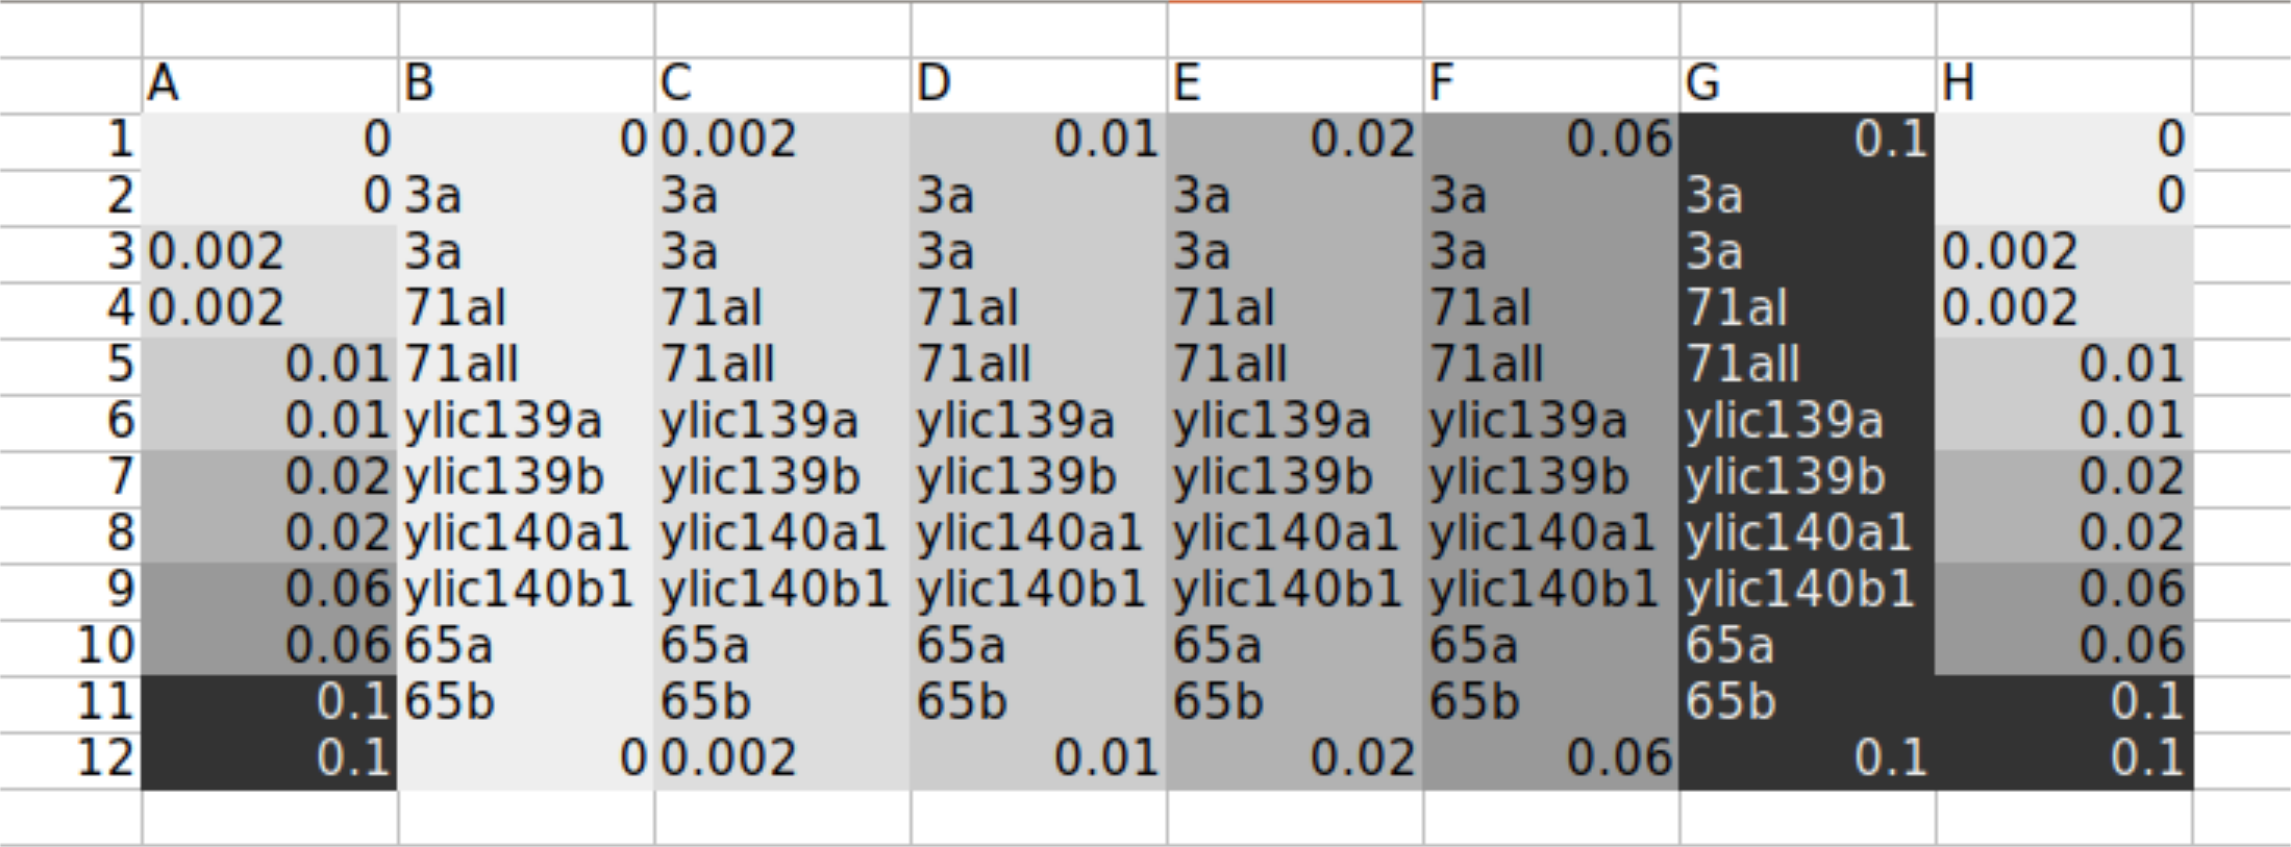 A B C D E F G H
1 0 0 0.002 0.01 0.02 0.06 0.1 0
2 0 3a 3a 3a 3a 3a 3a 0
3 0.002 3a 3a 3a 3a 3a 3a 0.002
4 0.002 71al 71al 71al 71al 71al 71al 0.002
5 0.01 71all 71all 71all 71all 71all 71all 0.01
6 0.01 ylic139a ylic139a ylic139a ylic139a ylic139a ylic139a 0.01
7 0.02 ylic139b ylic139b ylic139b ylic139b ylic139b ylic139b 0.02
8 0.02 ylic140a1 ylic140a1 ylic140a1 ylic140a1 ylic140a1 ylic140a1 0.02
9 0.06 ylic140b1 ylic140b1 ylic140b1 ylic140b1 ylic140b1 ylic140b1 0.06
10 0.06 65a 65a 65a 65a 65a 65a 0.06
11 0.1 65b 65b 65b 65b 65b 65b 0.1
12 0.1 0 0.002 0.01 0.02 0.06 0.1 0.1